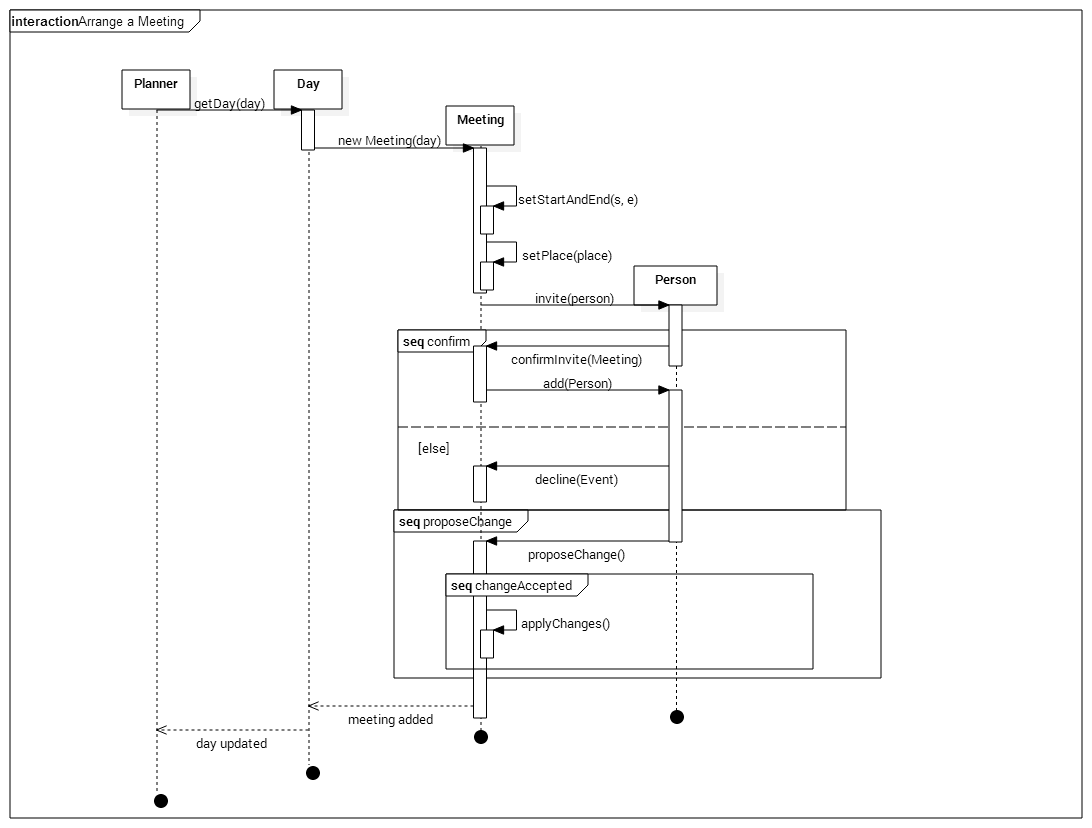 interactionArrange a Meeting
Planner
Day
getDay(day)
Meeting
new Meeting(day)
setStartAndEnd(s, e)
setPlace(place)
Person
invite(person)
seq confirm
confirmInvite(Meeting)
add(Person)
[else]
decline(Event)
seq proposeChange
proposeChange()
seq changeAccepted
applyChanges()
meeting added
day updated